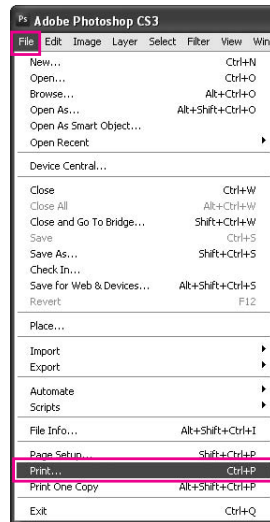 Ps Adobe Photoshop CS3
File Edit Image Layer Select Filter View Win
New... Ctrl+N
Open... Ctrl+O
Browse... Alt+Ctrl+O
Open As... Alt+Shift+Ctrl+O
Open As Smart Object...
Open Recent
Device Central...
Close Ctrl+W
Close All Alt+Ctrl+W
Close and Go To Bridge... Shift+Ctrl+W
Save Ctrl+S
Save As... Shift+Ctrl+S
Check In...
Save for Web & Devices... Alt+Shift+Ctrl+S
Revert F12
Place...
Import
Export
Automate
Scripts
File Info... Alt+Shift+Ctrl+I
Page Setup... Shift+Ctrl+P
Print... Ctrl+P
Print One Copy Alt+Shift+Ctrl+P
Exit Ctrl+Q